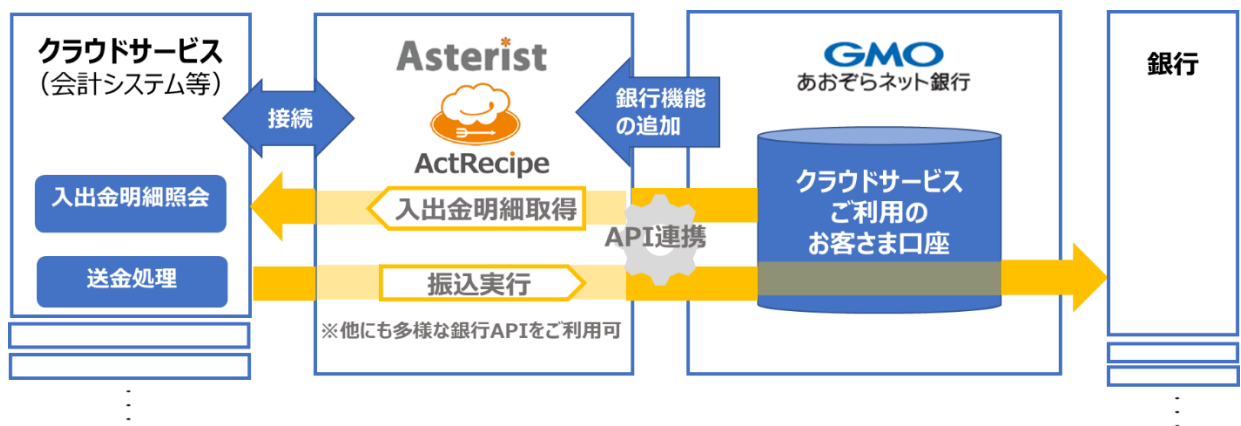 クラウドサービス
（会計システム等）
入出金明細照会
送金処理
接続
Asterist
ActRecipe
入出金明細取得
振込実行
※他にも多様な銀行APIをご利用可
銀行機能
の追加
API連携
GMO
あおぞらネット銀行
クラウドサービス
ご利用の
お客さま口座
銀行